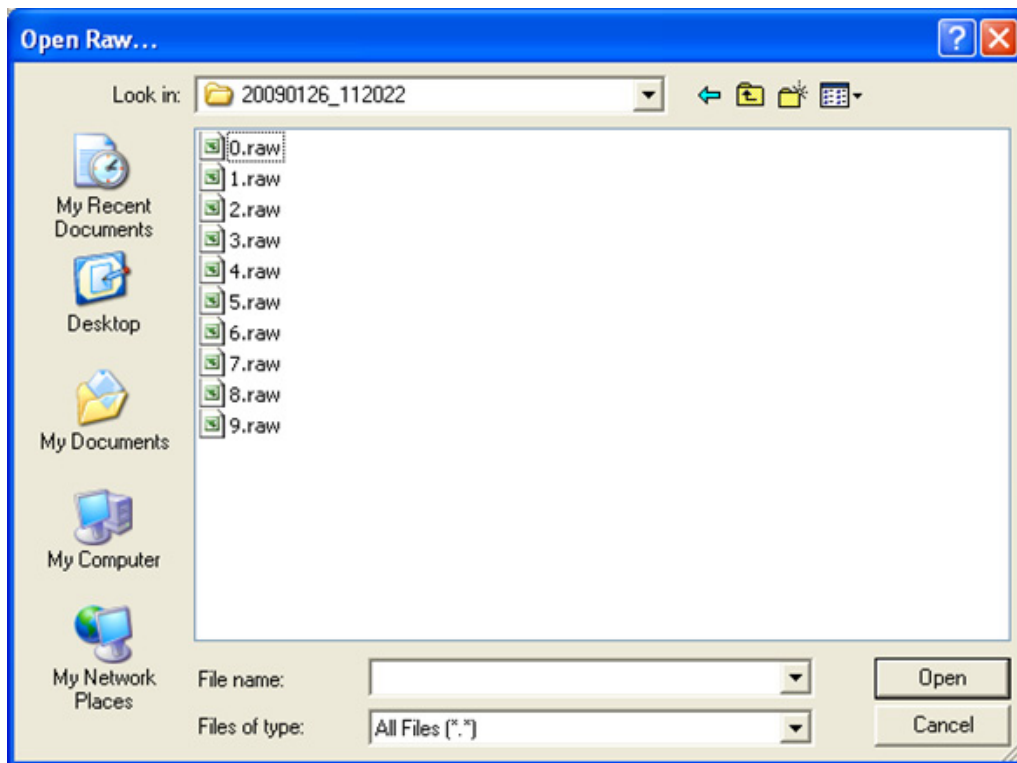 Open Raw...
Look in: 20090126_112022
0.raw
1.raw
2.raw
3.raw
4.raw
5.raw
6.raw
7.raw
8.raw
9.raw
My Recent
Documents
Desktop
My Documents
My Computer
My Network
Places
File name:
Open
Files of type: All Files (*.*)
Cancel